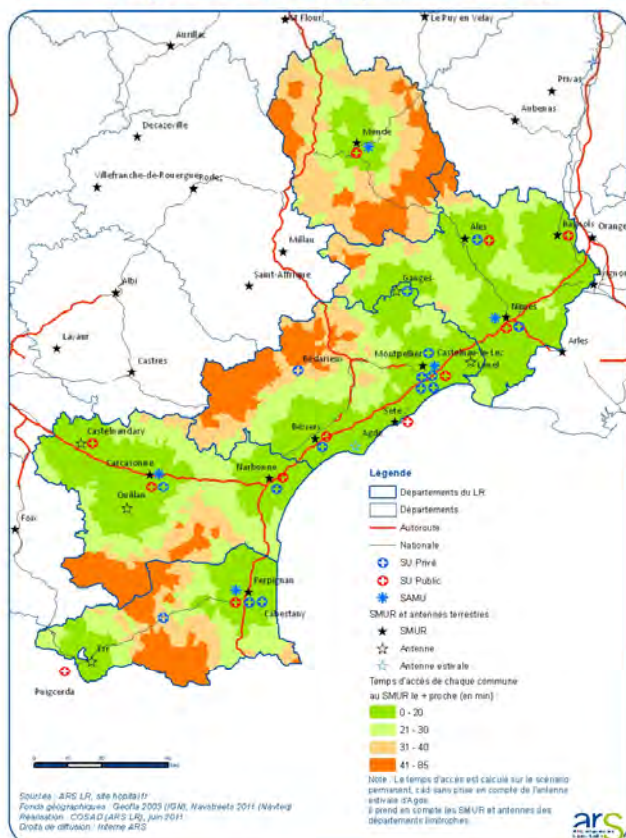 St Flour
Le Puy en Velay
Aurillac
Privas
Aubenas
Mende
Decazeville
Villefranche-de-Rouergue
Rodez
Millau
Alès
Bagnols
Orange
Saint-Affrique
Ganges
Albi
Nîmes
Lavaur
Castres
Arles
Bédarieux
Montpellier
Castelnau-le-Lez
Lunel
Sète
Béziers
Agde
Castelnaudary
Carcassonne
Narbonne
Quillan
Foix
Perpignan
Cabestany
Err
Puigcerda
Légende
Départements du LR
Départements
Autoroute
Nationale
SU Privé
SU Public
SAMU
SMUR et antennes terrestres
SMUR
Antenne
Antenne estivale
Temps d'accès de chaque commune
au SMUR le + proche (en min) :
0 - 20
21 - 30
31 - 40
41 - 85
Note : Le temps d'accès est calculé sur le scénario
permanent, càd sans prise en compte de l'antenne
estivale d'Agde.
Il prend en compte les SMUR et antennes des
départements limitrophes.
Sources : ARS LR, site hopital.fr
Fonds géographiques : Geofla 2003 (IGN), Navstreets 2011 (Navteq)
Réalisation : COSAD (ARS LR), juin 2011
Droits de diffusion : Interne ARS
ars